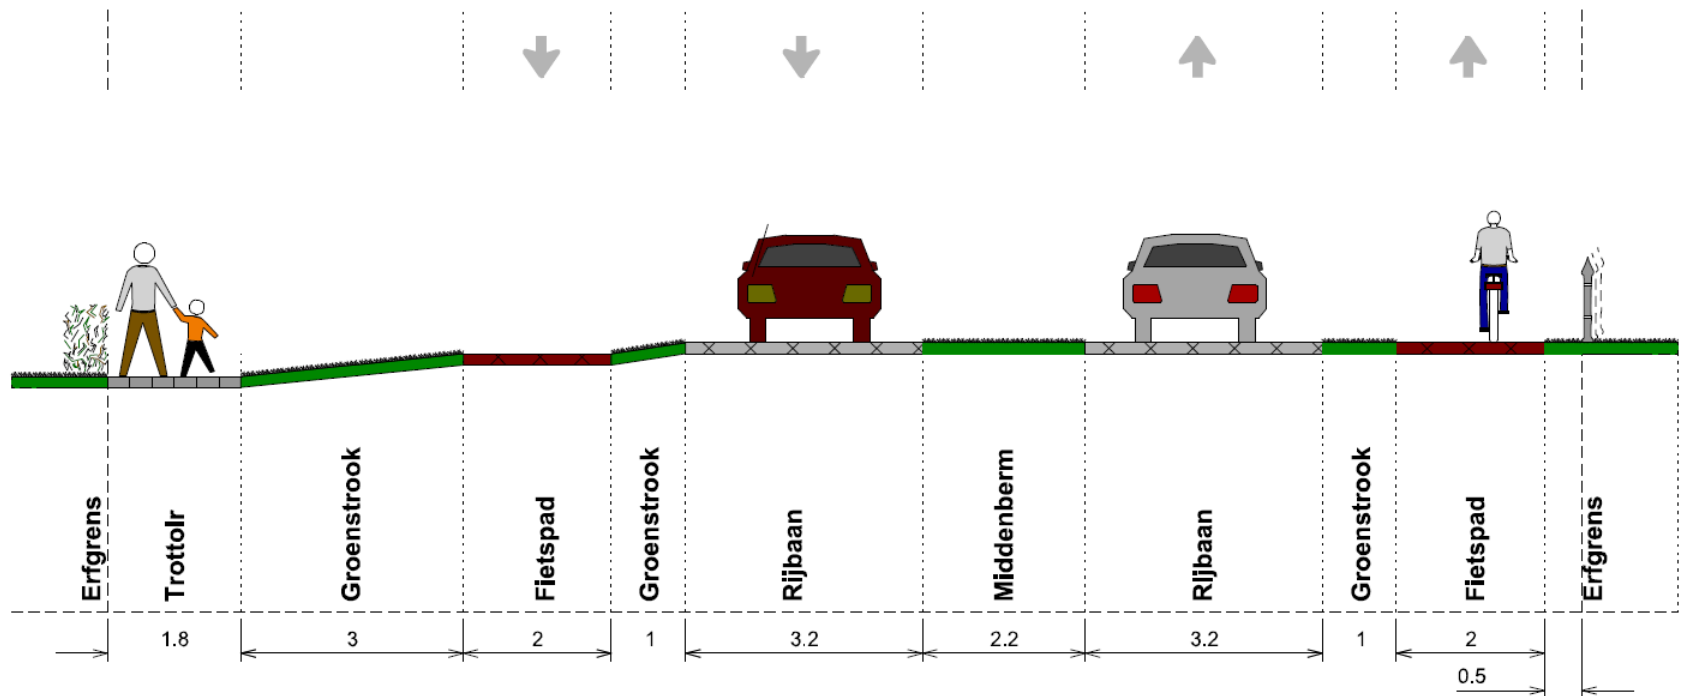 Erfgrens
Trottolr
Groenstrook
Fietspad
Groenstrook
Rijbaan
Middenberm
RIjbaan
Groenstrook
Fietspad
Erfgrens
1.8
3
2
1
3.2
2.2
3.2
1
2
0.5